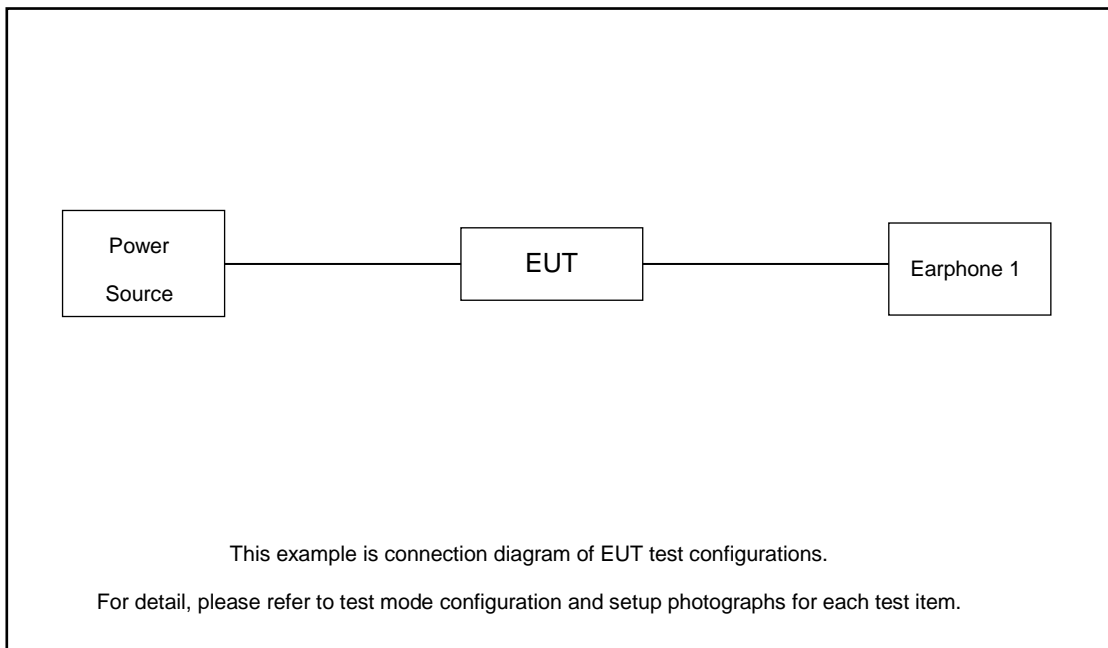 Power
Source
EUT
Earphone 1
This example is connection diagram of EUT test configurations.
For detail, please refer to test mode configuration and setup photographs for each test item.